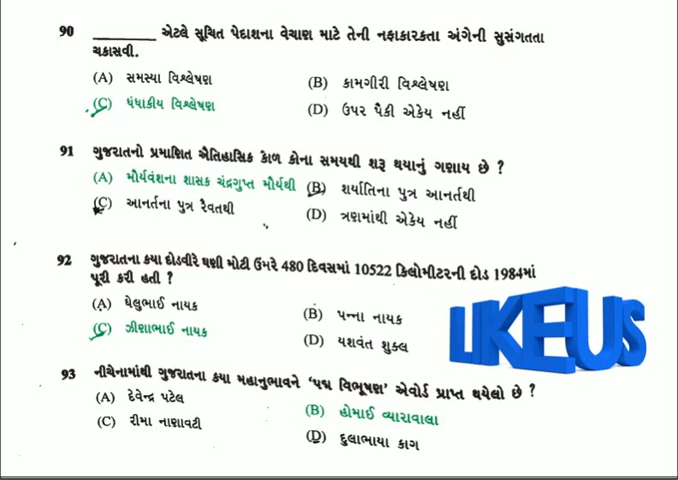 90 ________ એટલે સૂચિત પેદાશના વેચાણ માટે તેની નફાકારકતા અંગેની સુસંગતતા
ચકાસવી.
(A) સમસ્યા વિશ્લેષણ (B) કામગીરી વિશ્લેષણ
(C) ધંધાકીય વિશ્લેષણ (D) ઉપર પૈકી એકેય નહીં
91 ગુજરાતનો પ્રમાણિત ઐતિહાસિક કાળ કોના સમયથી શરૂ થયાનું ગણાય છે ?
(A) મૌર્યવંશના શાસક ચંદ્રગુપ્ત મૌર્યથી (B) શર્યાતિના પુત્ર આનર્તથી
(C) આનર્તના પુત્ર રૈવતથી (D) ત્રણમાંથી એકેય નહીં
92 ગુજરાતના ક્યા દોડવીરે ઘણી મોટી ઉંમરે 480 દિવસમાં 10522 કિલોમીટરની દોડ 1984માં
પૂરી કરી હતી ?
(A) ઘેલુભાઈ નાયક (B) પન્ના નાયક
(C) ઝીણાભાઈ નાયક (D) યશવંત શુક્લ
LIKE US
93 નીચેનામાંથી ગુજરાતના ક્યા મહાનુભાવને ‘પદ્મ વિભૂષણ’ એવોર્ડ પ્રાપ્ત થયેલો છે ?
(A) દેવેન્દ્ર પટેલ (B) હોમાઈ વ્યારાવાલા
(C) રીમા નાણાવટી (D) દુલાભાયા કાગ